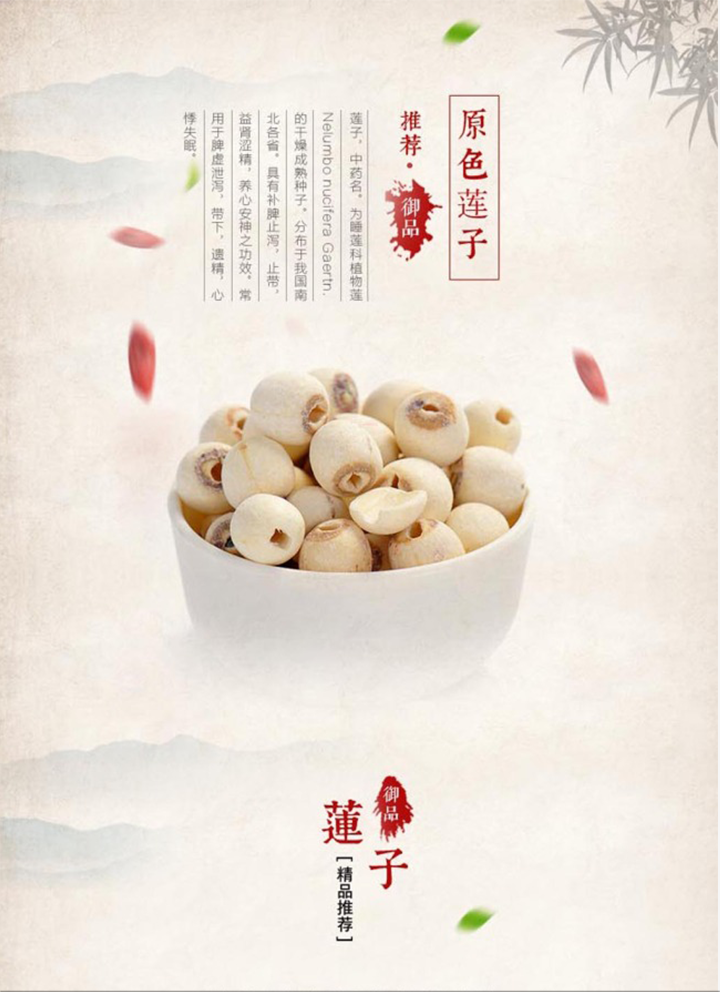 原色莲子
推荐·
御品
莲子，中药名。为睡莲科植物莲
Nelumbo nucifera Gaertn.
的干燥成熟种子。分布于我国南
北各省。具有补脾止泻，止带，
益肾涩精，养心安神之功效。常
用于脾虚泄泻，带下，遗精，心
悸失眠。
御品
蓮子
[精品推荐]